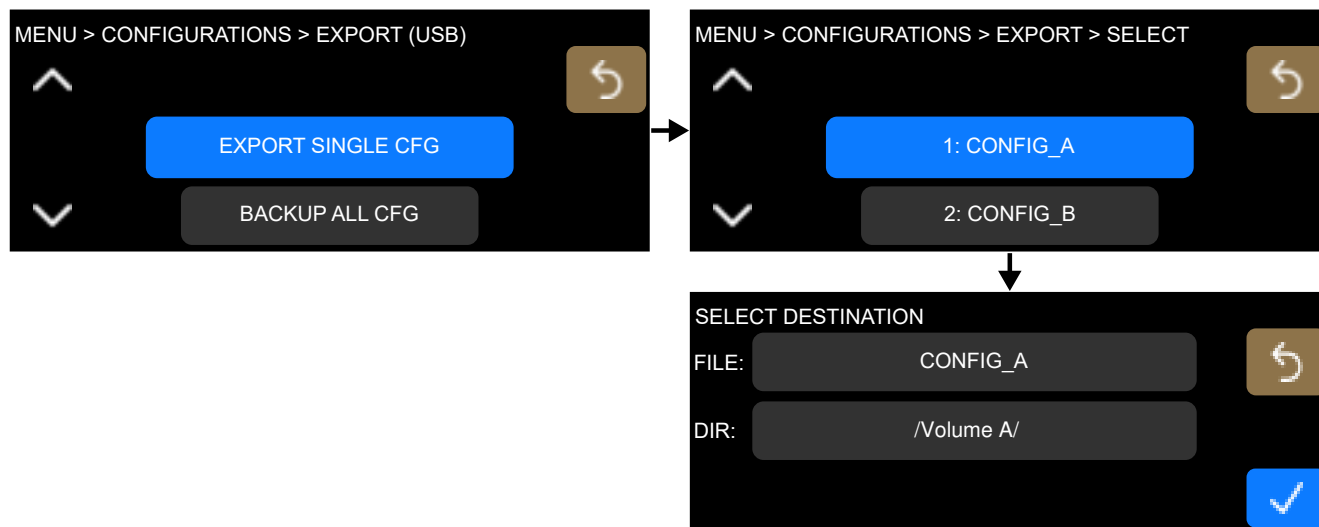 MENU > CONFIGURATIONS > EXPORT (USB)
EXPORT SINGLE CFG
BACKUP ALL CFG
MENU > CONFIGURATIONS > EXPORT > SELECT
1: CONFIG_A
2: CONFIG_B
SELECT DESTINATION
FILE: CONFIG_A
DIR: /Volume A/